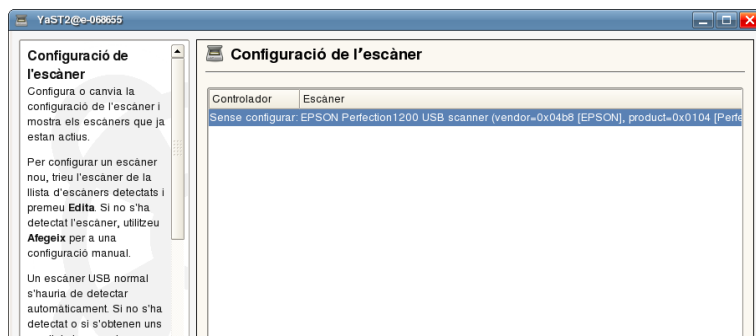 YaST2@e-068655
Configuració de
l'escàner
Configura o canvia la
configuració de l'escàner i
mostra els escàners que ja
estan actius.
Per configurar un escàner
nou, trieu l'escàner de la
llista d'escàners detectats i
premeu Edita. Si no s'ha
detectat l'escàner, utilitzeu
Afegeix per a una
configuració manual.
Un escàner USB normal
s'hauria de detectar
automàticament. Si no s'ha
detectat o si s'obtenen uns
Configuració de l'escàner
Controlador Escàner
Sense configurar: EPSON Perfection1200 USB scanner (vendor=0x04b8 [EPSON], product=0x0104 [Perfe